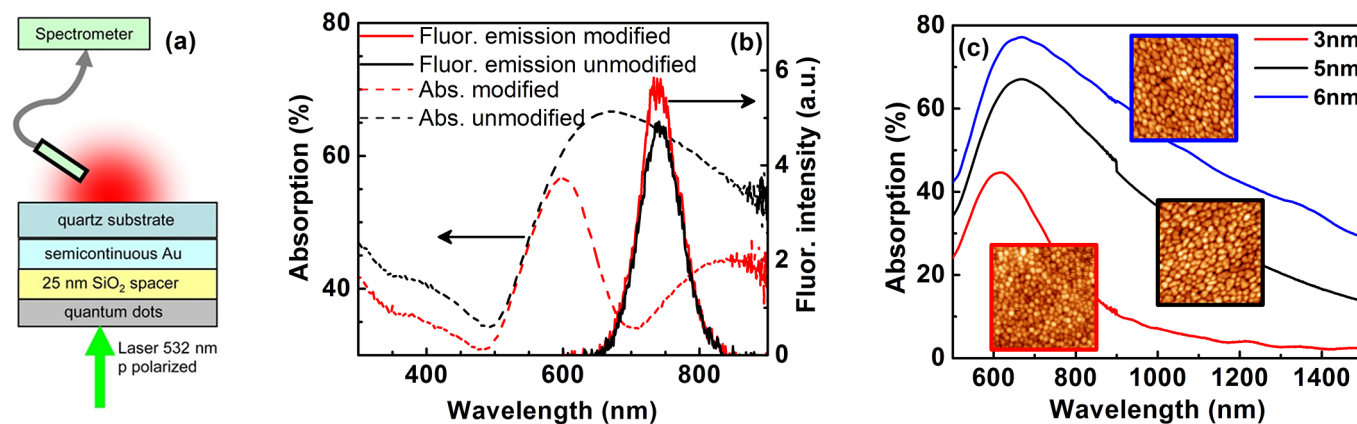 Spectrometer
(a)
quartz substrate
semicontinuous Au
25 nm SiO₂ spacer
quantum dots
Laser 532 nm
p polarized
(b)
Fluor. emission modified
Fluor. emission unmodified
Abs. modified
Abs. unmodified
80
60
40
Absorption (%)
6
4
2
0
Fluor. intensity (a.u.)
400 600 800
Wavelength (nm)
(c)
3nm
5nm
6nm
80
60
40
20
0
Absorption (%)
600 800 1000 1200 1400
Wavelength (nm)